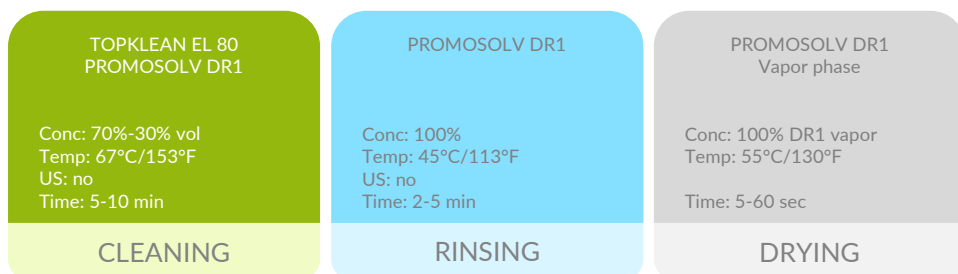 TOPKLEAN EL 80
PROMOSOLV DR1
Conc: 70%-30% vol
Temp: 67°C/153°F
US: no
Time: 5-10 min
CLEANING
PROMOSOLV DR1
Conc: 100%
Temp: 45°C/113°F
US: no
Time: 2-5 min
RINSING
PROMOSOLV DR1
Vapor phase
Conc: 100% DR1 vapor
Temp: 55°C/130°F
Time: 5-60 sec
DRYING